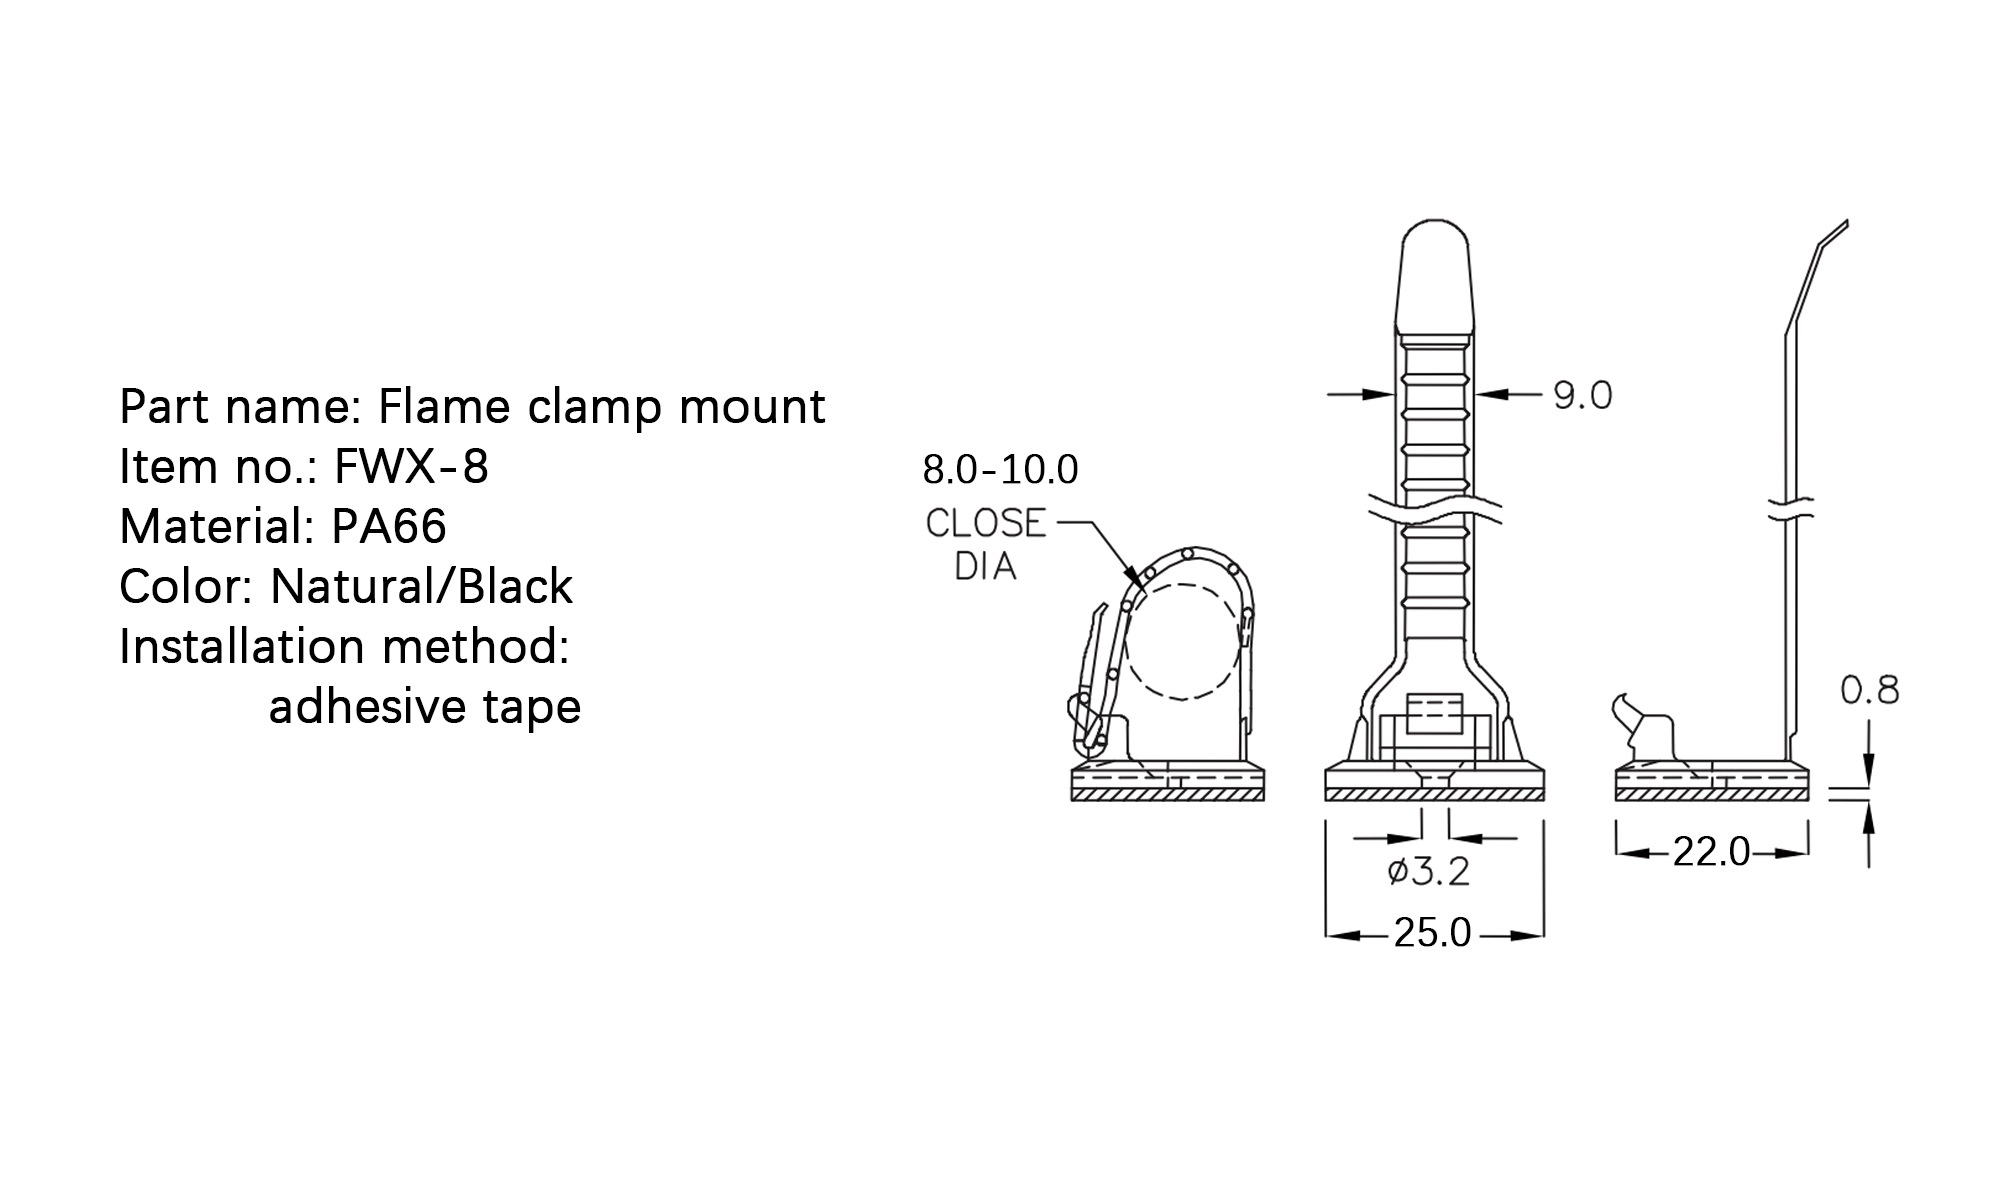 Part name: Flame clamp mount
Item no.: FWX-8
Material: PA66
Color: Natural/Black
Installation method:
adhesive tape
8.0-10.0
CLOSE
DIA
9.0
0.8
22.0
ø3.2
25.0